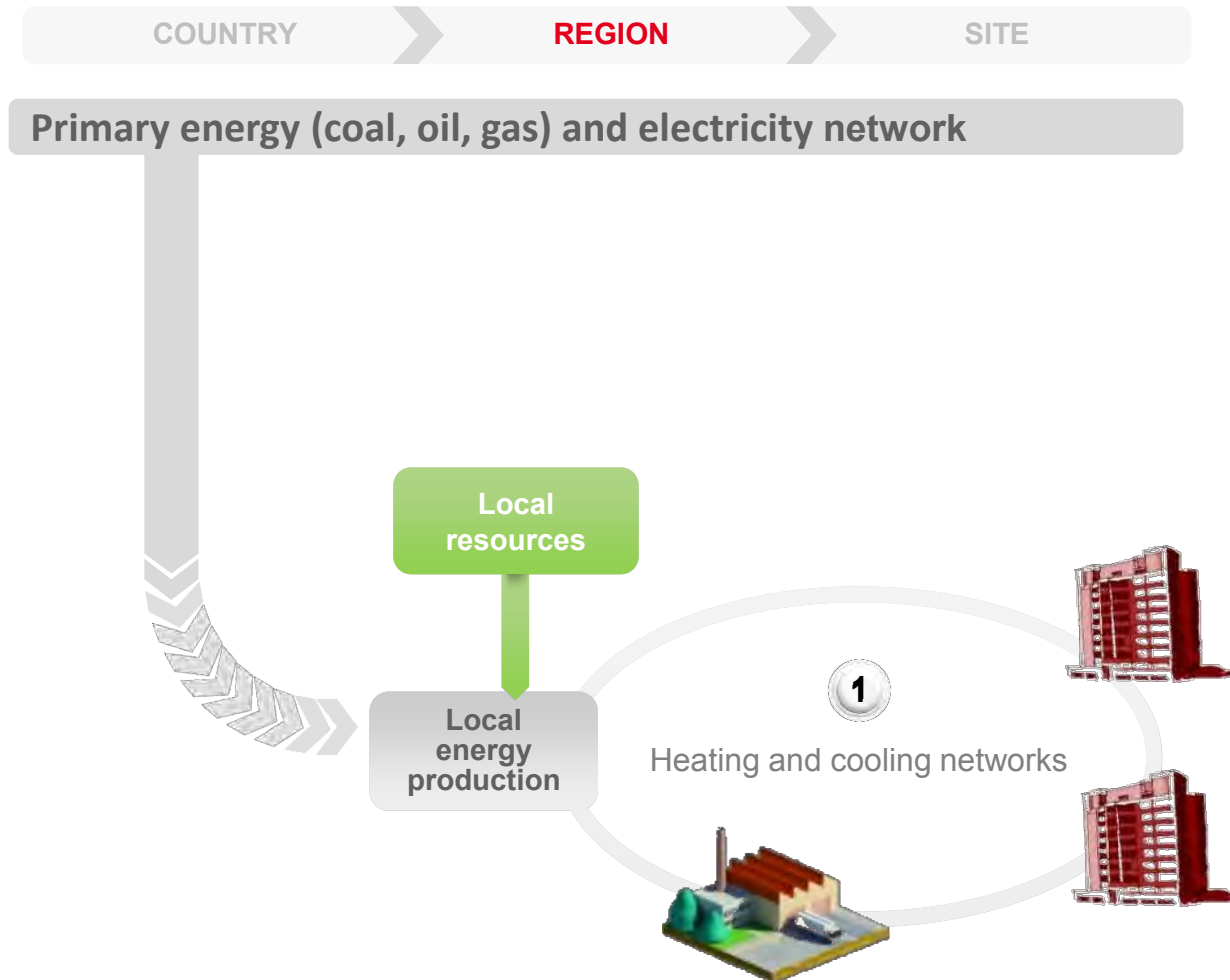 COUNTRY
REGION
SITE
Primary energy (coal, oil, gas) and electricity network
Local
resources
1
Local
energy
production
Heating and cooling networks